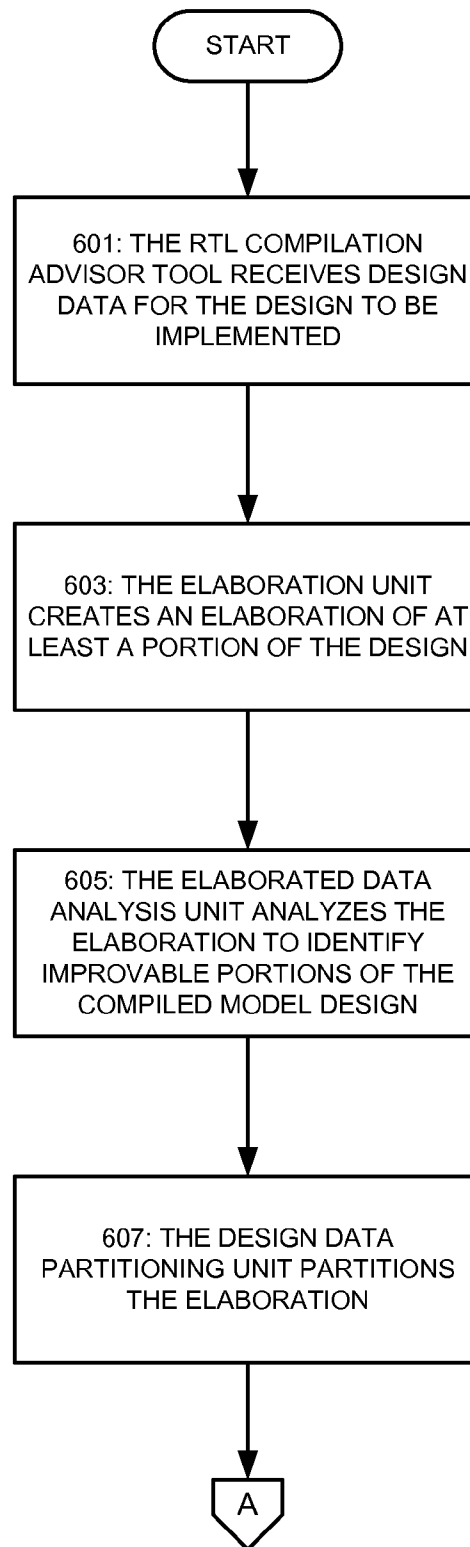 START
601: THE RTL COMPILATION
ADVISOR TOOL RECEIVES DESIGN
DATA FOR THE DESIGN TO BE
IMPLEMENTED
603: THE ELABORATION UNIT
CREATES AN ELABORATION OF AT
LEAST A PORTION OF THE DESIGN
605: THE ELABORATED DATA
ANALYSIS UNIT ANALYZES THE
ELABORATION TO IDENTIFY
IMPROVABLE PORTIONS OF THE
COMPILED MODEL DESIGN
607: THE DESIGN DATA
PARTITIONING UNIT PARTITIONS
THE ELABORATION
A